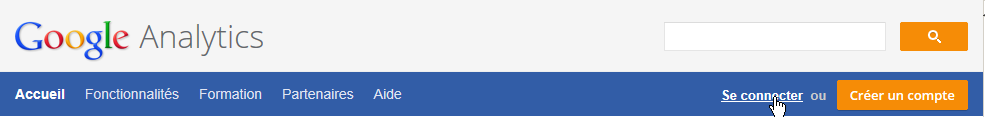 Google Analytics
Accueil Fonctionnalités Formation Partenaires Aide Se connecter ou Créer un compte